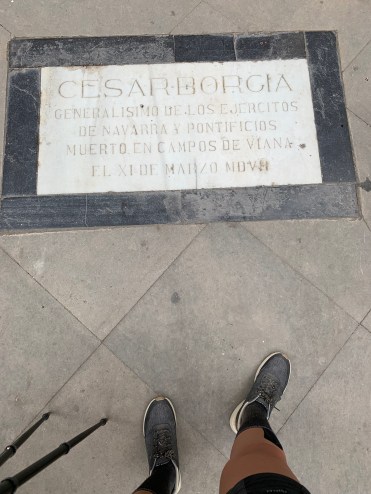 CESAR BORGIA
GENERALISIMO DE LOS EJERCITOS
DE NAVARRA Y PONTIFICIOS
MUERTO EN CAMPOS DE VIANA
EL XI DE MARZO MDVII